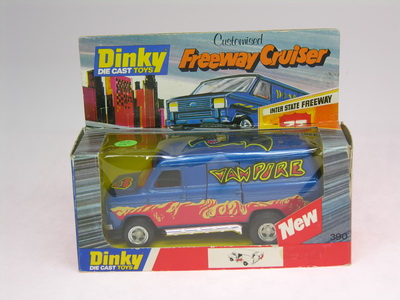 Dinky
DIE CAST TOYS
Customised
Freeway Cruiser
INTER STATE FREEWAY
VAMPIRE
New
390
Dinky
DIE CAST TOYS